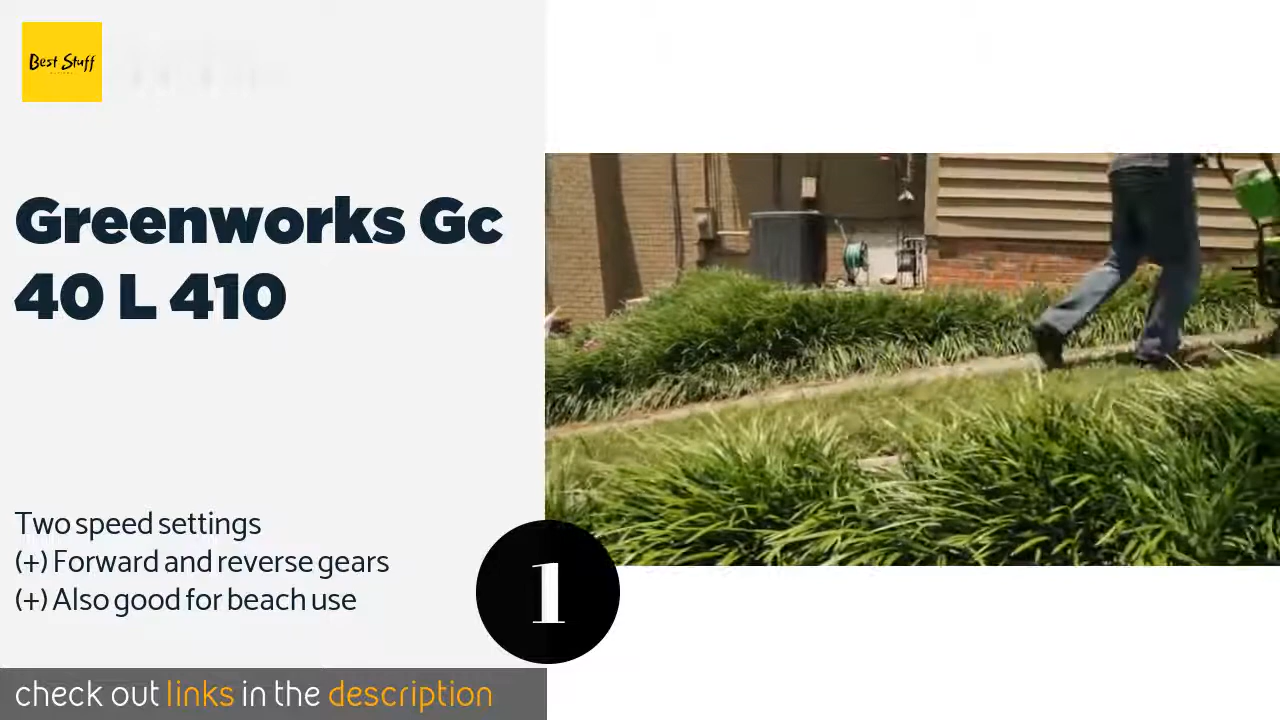 Best Stuff
Greenworks Gc
40 L 410
Two speed settings
(+) Forward and reverse gears
(+) Also good for beach use
1
check out links in the description